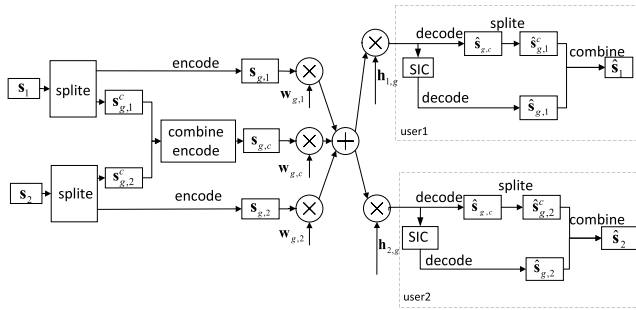 s_1
splite
s^c_{g,1}
encode
s_{g,1}
w_{g,1}
combine
encode
s_{g,c}
w_{g,c}
s_2
splite
s^c_{g,2}
encode
s_{g,2}
w_{g,2}
h_{1,g}
decode
splite
ŝ_{g,c}
ŝ^c_{g,1}
combine
SIC
decode
ŝ_{g,1}
ŝ_1
user1
h_{2,g}
decode
splite
ŝ_{g,c}
ŝ^c_{g,2}
combine
SIC
decode
ŝ_{g,2}
ŝ_2
user2